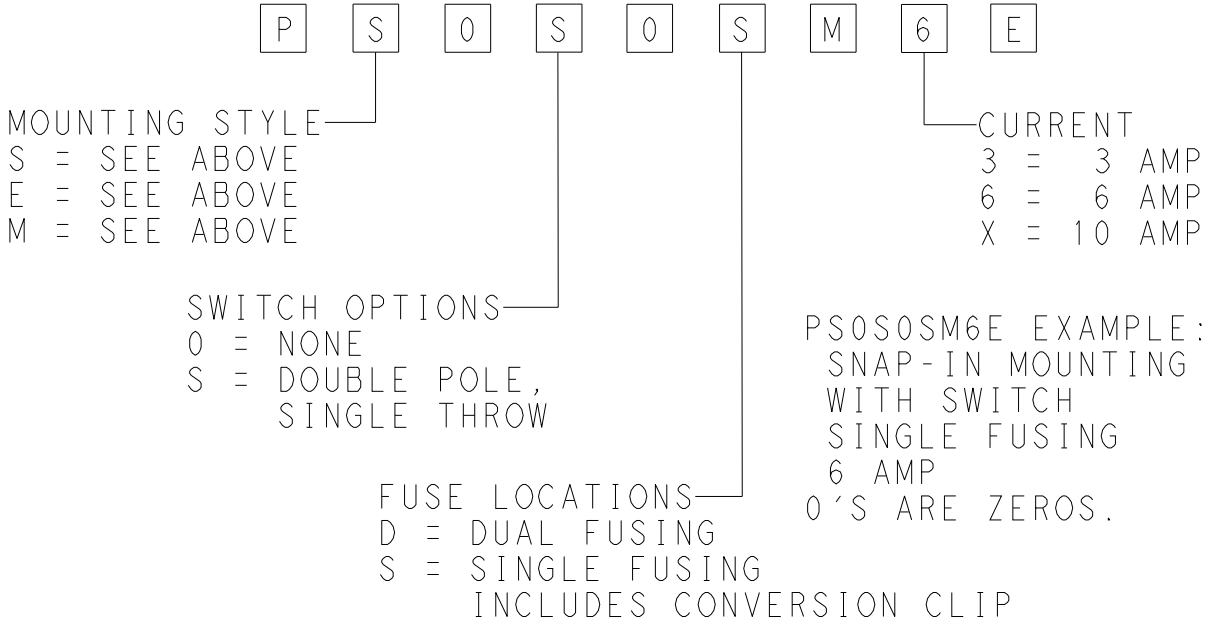 P S 0 S 0 S M 6 E
MOUNTING STYLE
S = SEE ABOVE
E = SEE ABOVE
M = SEE ABOVE
CURRENT
3 = 3 AMP
6 = 6 AMP
X = 10 AMP
SWITCH OPTIONS
0 = NONE
S = DOUBLE POLE,
SINGLE THROW
PS0S0SM6E EXAMPLE:
SNAP-IN MOUNTING
WITH SWITCH
SINGLE FUSING
6 AMP
0'S ARE ZEROS.
FUSE LOCATIONS
D = DUAL FUSING
S = SINGLE FUSING
INCLUDES CONVERSION CLIP